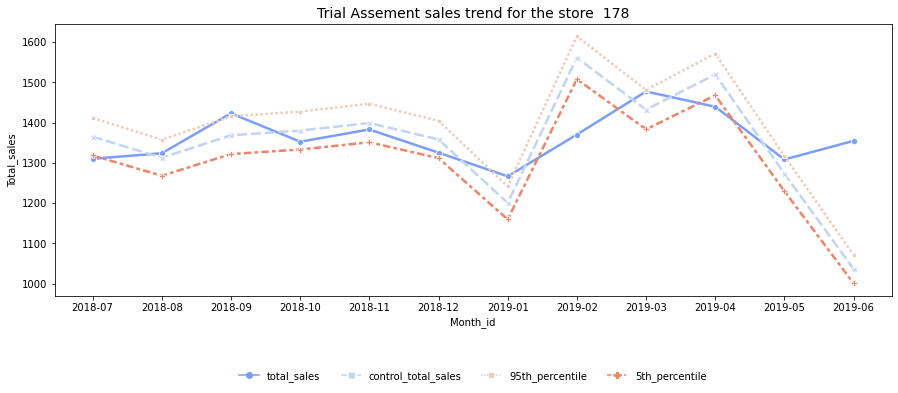 Trial Assement sales trend for the store 178
Total_sales
1600
1500
1400
1300
1200
1100
1000
2018-07 2018-08 2018-09 2018-10 2018-11 2018-12 2019-01 2019-02 2019-03 2019-04 2019-05 2019-06
Month_id
total_sales control_total_sales 95th_percentile 5th_percentile